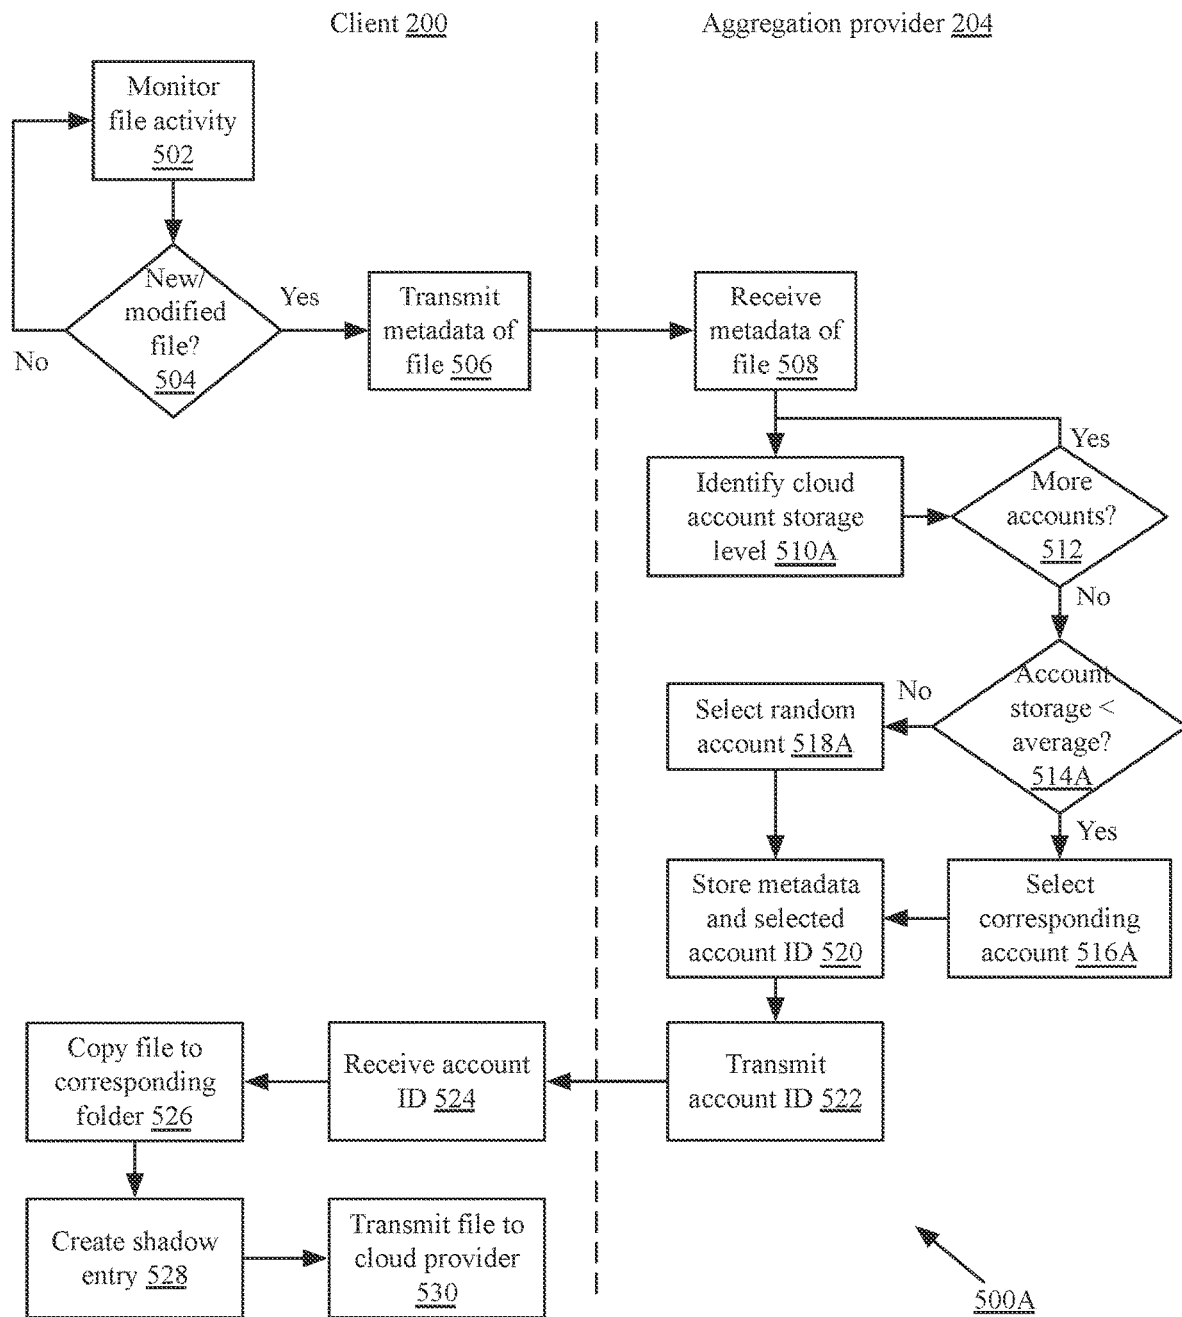 Client 200
Aggregation provider 204
Monitor
file activity
502
New/
modified
file?
504
Yes
No
Transmit
metadata of
file 506
Receive
metadata of
file 508
Identify cloud
account storage
level 510A
Yes
More
accounts?
512
No
Account
storage <
average?
514A
No
Yes
Select random
account 518A
Store metadata
and selected
account ID 520
Select
corresponding
account 516A
Transmit
account ID 522
Receive account
ID 524
Copy file to
corresponding
folder 526
Create shadow
entry 528
Transmit file to
cloud provider
530
500A